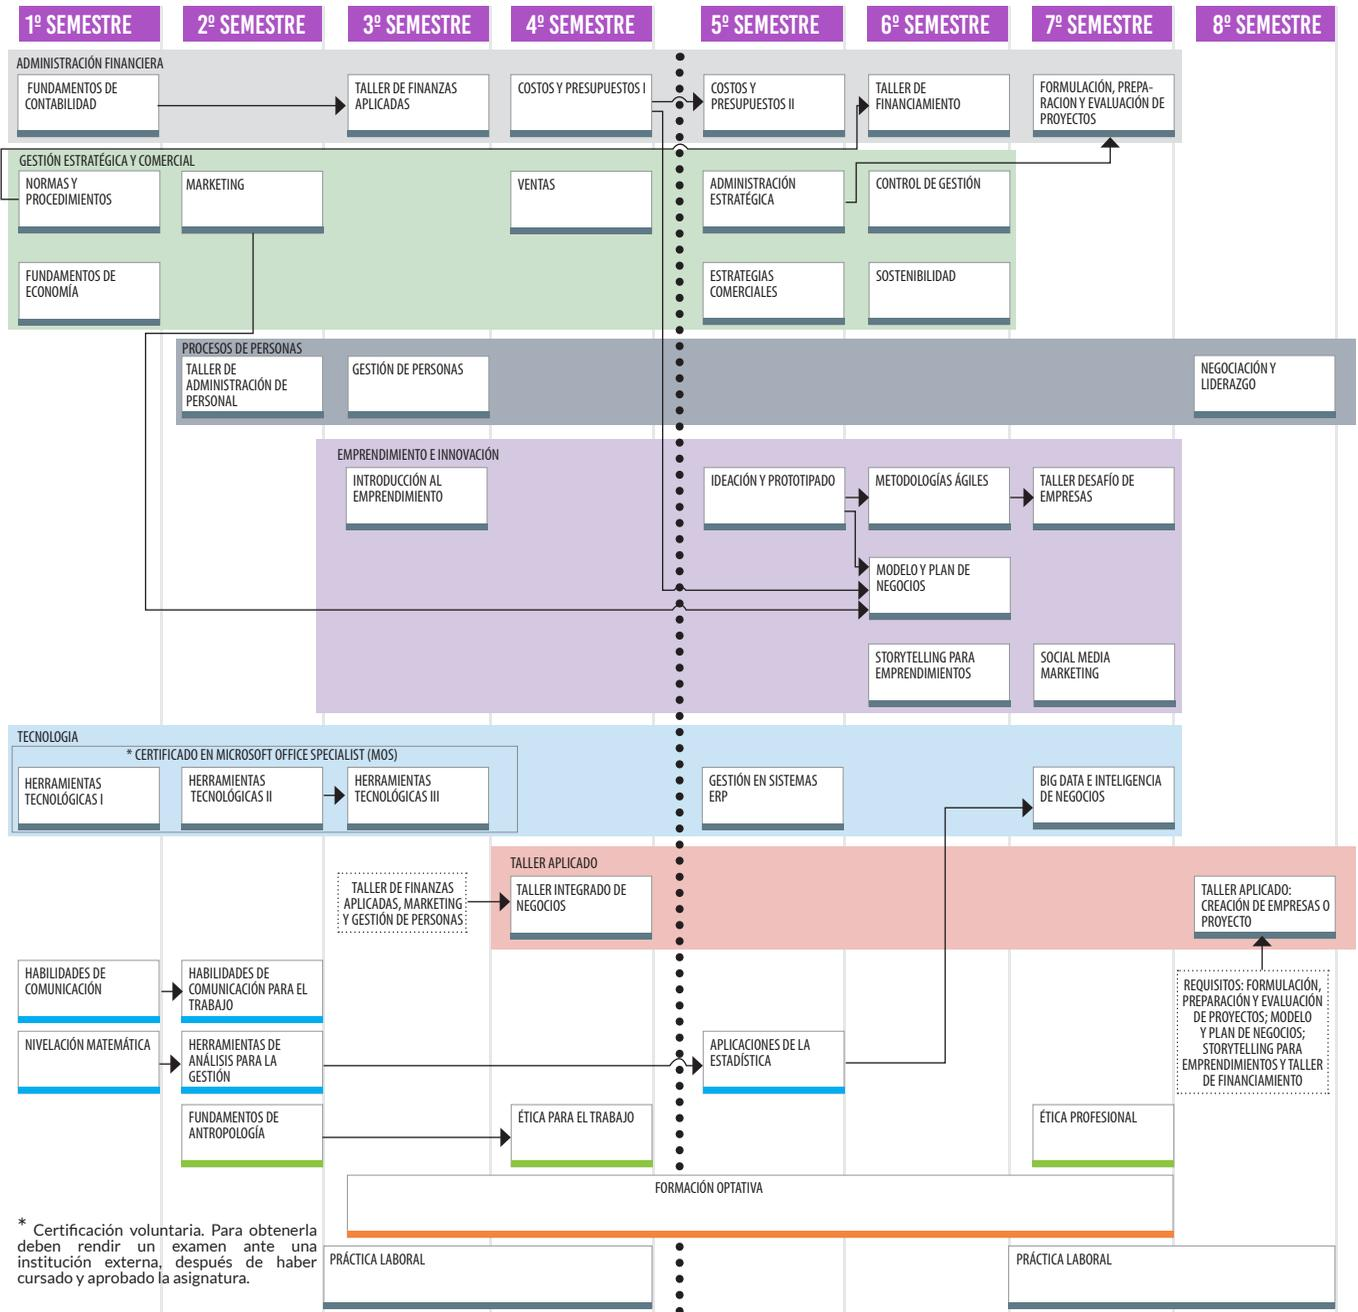 1º SEMESTRE
2º SEMESTRE
3º SEMESTRE
4º SEMESTRE
5º SEMESTRE
6º SEMESTRE
7º SEMESTRE
8º SEMESTRE
ADMINISTRACIÓN FINANCIERA
FUNDAMENTOS DE
CONTABILIDAD
TALLER DE FINANZAS
APLICADAS
COSTOS Y PRESUPUESTOS I
COSTOS Y
PRESUPUESTOS II
TALLER DE
FINANCIAMIENTO
FORMULACIÓN, PREPA-
RACION Y EVALUACIÓN DE
PROYECTOS
GESTIÓN ESTRATÉGICA Y COMERCIAL
NORMAS Y
PROCEDIMIENTOS
MARKETING
VENTAS
ADMINISTRACIÓN
ESTRATÉGICA
CONTROL DE GESTIÓN
FUNDAMENTOS DE
ECONOMÍA
ESTRATEGIAS
COMERCIALES
SOSTENIBILIDAD
PROCESOS DE PERSONAS
TALLER DE
ADMINISTRACIÓN DE
PERSONAL
GESTIÓN DE PERSONAS
NEGOCIACIÓN Y
LIDERAZGO
EMPRENDIMIENTO E INNOVACIÓN
INTRODUCCIÓN AL
EMPRENDIMIENTO
IDEACIÓN Y PROTOTIPADO
METODOLOGÍAS ÁGILES
TALLER DESAFÍO DE
EMPRESAS
MODELO Y PLAN DE
NEGOCIOS
STORYTELLING PARA
EMPRENDIMIENTOS
SOCIAL MEDIA
MARKETING
TECNOLOGIA
* CERTIFICADO EN MICROSOFT OFFICE SPECIALIST (MOS)
HERRAMIENTAS
TECNOLÓGICAS I
HERRAMIENTAS
TECNOLÓGICAS II
HERRAMIENTAS
TECNOLÓGICAS III
GESTIÓN EN SISTEMAS
ERP
BIG DATA E INTELIGENCIA
DE NEGOCIOS
TALLER APLICADO
TALLER DE FINANZAS
APLICADAS, MARKETING
Y GESTIÓN DE PERSONAS
TALLER INTEGRADO DE
NEGOCIOS
TALLER APLICADO:
CREACIÓN DE EMPRESAS O
PROYECTO
HABILIDADES DE
COMUNICACIÓN
HABILIDADES DE
COMUNICACIÓN PARA EL
TRABAJO
REQUISITOS: FORMULACIÓN,
PREPARACIÓN Y EVALUACIÓN
DE PROYECTOS; MODELO
Y PLAN DE NEGOCIOS;
STORYTELLING PARA
EMPRENDIMIENTOS Y TALLER
DE FINANCIAMIENTO
NIVELACIÓN MATEMÁTICA
HERRAMIENTAS DE
ANÁLISIS PARA LA
GESTIÓN
APLICACIONES DE LA
ESTADÍSTICA
FUNDAMENTOS DE
ANTROPOLOGÍA
ÉTICA PARA EL TRABAJO
ÉTICA PROFESIONAL
FORMACIÓN OPTATIVA
* Certificación voluntaria. Para obtenerla
deben rendir un examen ante una
institución externa, después de haber
cursado y aprobado la asignatura.
PRÁCTICA LABORAL
PRÁCTICA LABORAL